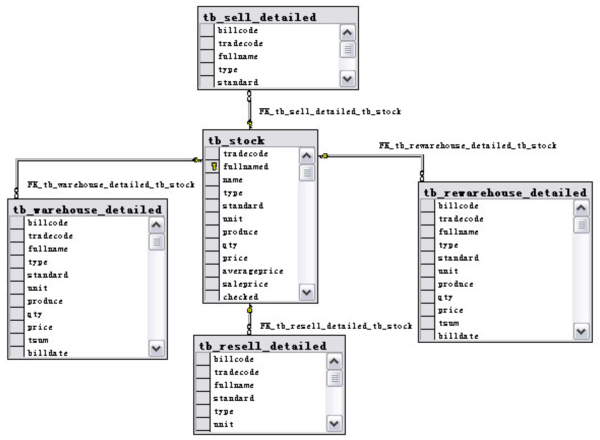 tb_sell_detailed
billcode
tradecode
fullname
type
standard
FK_tb_sell_detailed_tb_stock
tb_stock
tradecode
fullnamed
name
type
standard
unit
produce
qty
price
averageprice
saleprice
checked
FK_tb_rewarehouse_detailed_tb_stock
FK_tb_warehouse_detailed_tb_stock
tb_warehouse_detailed
billcode
tradecode
fullname
type
standard
unit
produce
qty
price
tsum
billdate
tb_rewarehouse_detailed
billcode
tradecode
fullname
type
standard
unit
produce
qty
price
tsum
billdate
FK_tb_resell_detailed_tb_stock
tb_resell_detailed
billcode
tradecode
fullname
standard
type
unit